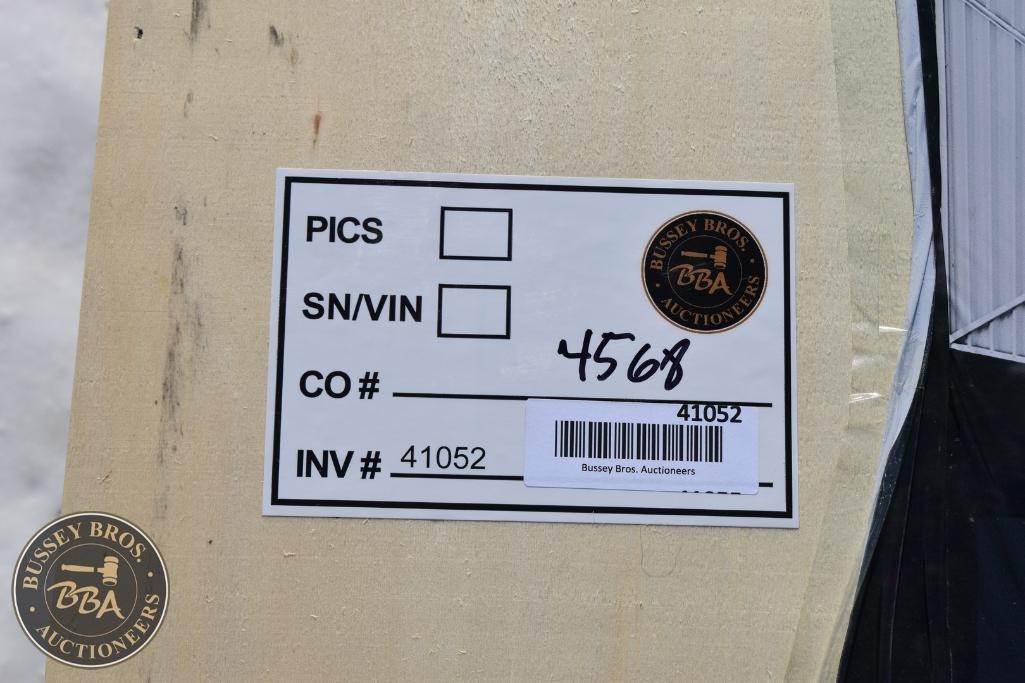 PICS
BUSSEY BROS.
BBA
AUCTIONEERS
SN/VIN
4568
CO #
41052
INV # 41052
Bussey Bros. Auctioneers
BUSSEY BROS.
BBA
AUCTIONEERS